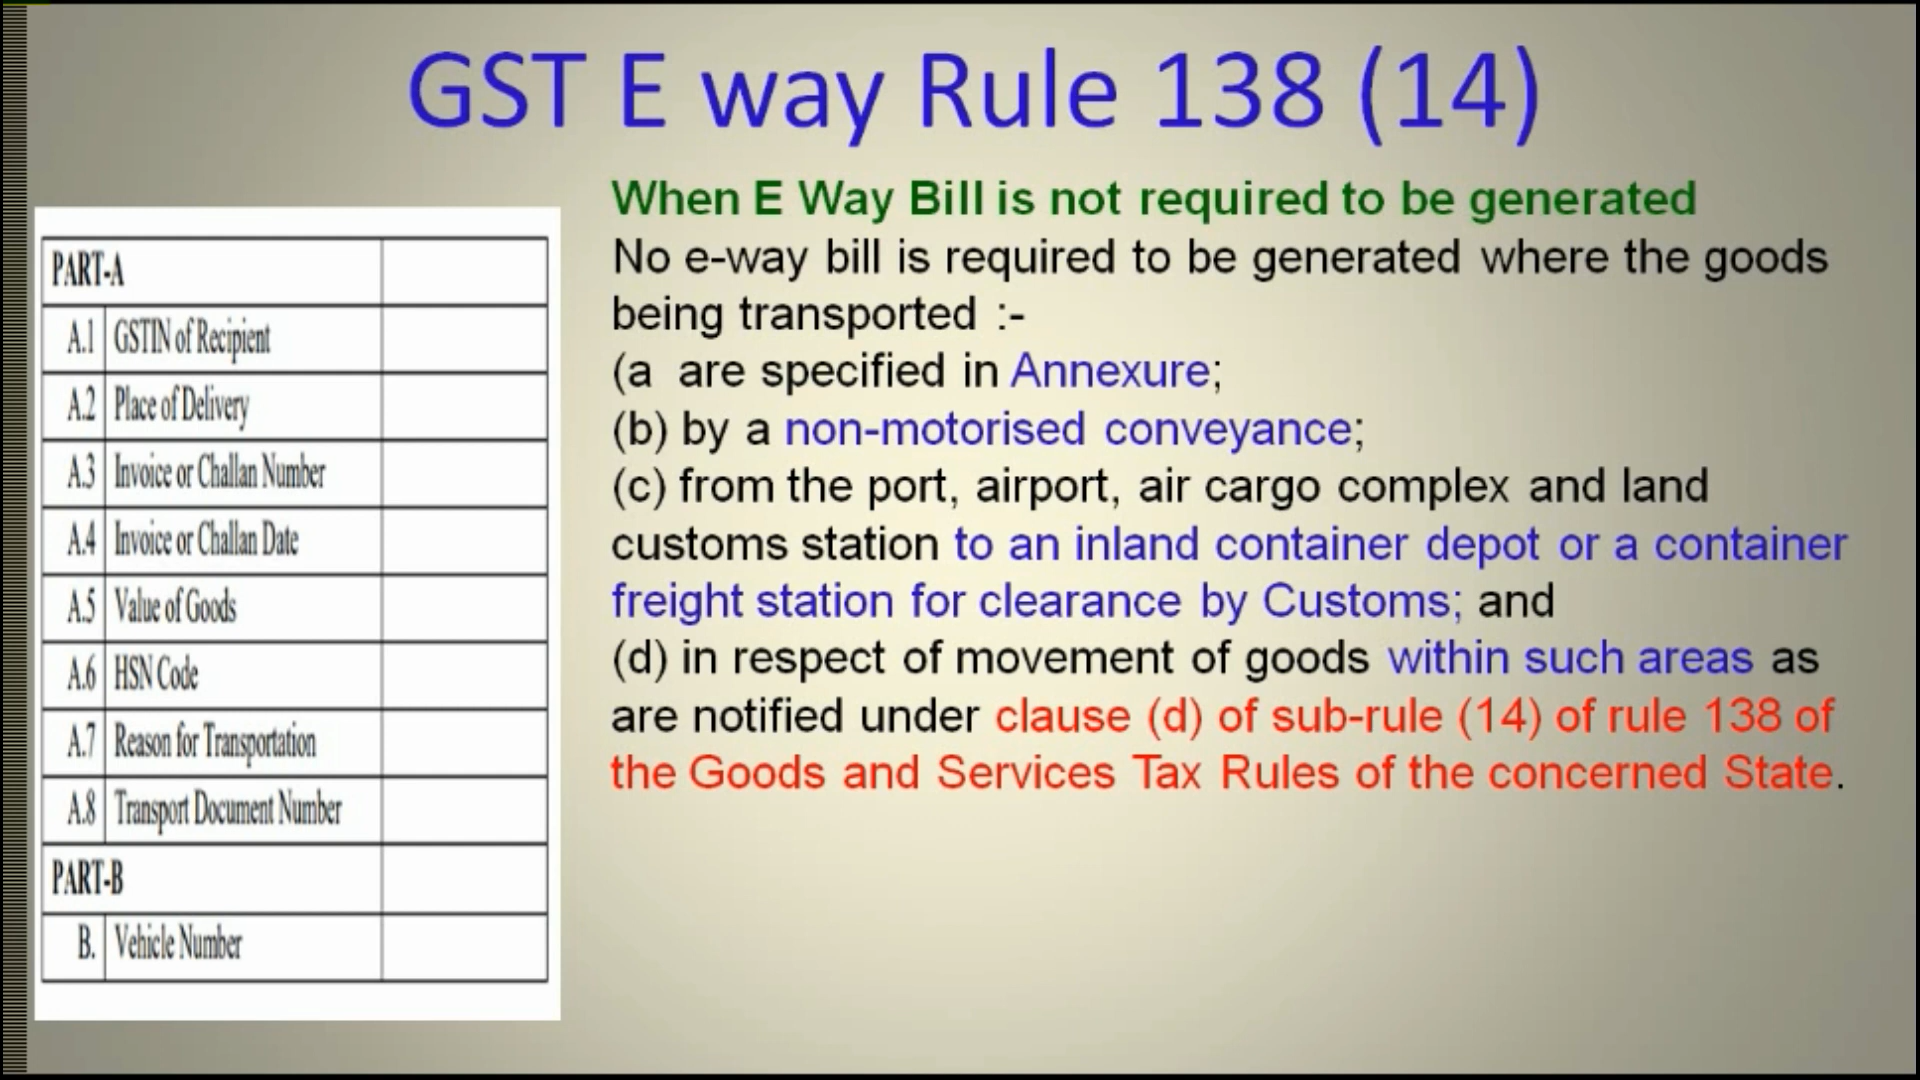 GST E way Rule 138 (14)
PART-A
A.1 GSTIN of Recipient
A.2 Place of Delivery
A.3 Invoice or Challan Number
A.4 Invoice or Challan Date
A.5 Value of Goods
A.6 HSN Code
A.7 Reason for Transportation
A.8 Transport Document Number
PART-B
B. Vehicle Number
When E Way Bill is not required to be generated
No e-way bill is required to be generated where the goods
being transported :-
(a are specified in Annexure;
(b) by a non-motorised conveyance;
(c) from the port, airport, air cargo complex and land
customs station to an inland container depot or a container
freight station for clearance by Customs; and
(d) in respect of movement of goods within such areas as
are notified under clause (d) of sub-rule (14) of rule 138 of
the Goods and Services Tax Rules of the concerned State.